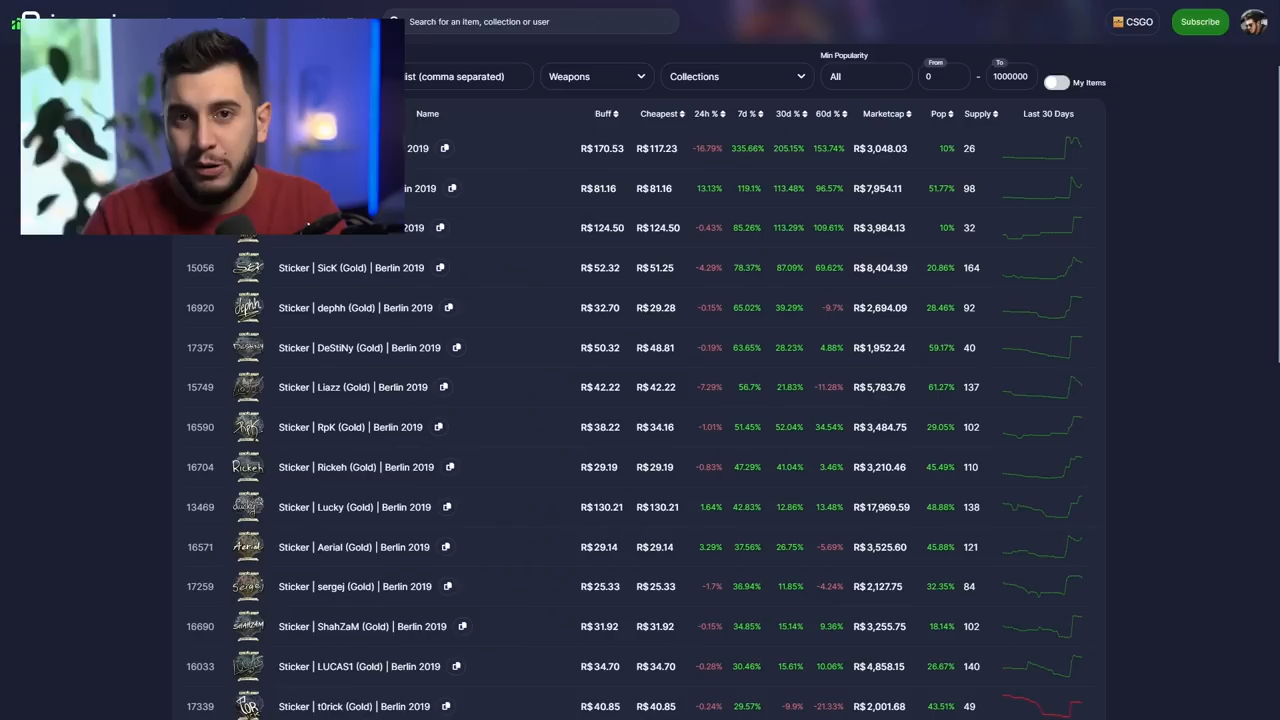 Search for an item, collection or user
CSGO
Subscribe
list (comma separated)
Weapons
Collections
Min Popularity
All
From
0
-
To
1000000
My Items
Name Buff Cheapest 24h % 7d % 30d % 60d % Marketcap Pop Supply Last 30 Days
2019 R$170.53 R$117.23 -16.79% 335.66% 205.15% 153.74% R$3,048.03 10% 26
in 2019 R$81.16 R$81.16 13.13% 119.1% 113.48% 96.57% R$7,954.11 51.77% 98
2019 R$124.50 R$124.50 -0.43% 85.26% 113.29% 109.61% R$3,984.13 10% 32
15056 Sticker | SicK (Gold) | Berlin 2019 R$52.32 R$51.25 -4.29% 78.37% 87.09% 69.62% R$8,404.39 20.86% 164
16920 Sticker | dephh (Gold) | Berlin 2019 R$32.70 R$29.28 -0.15% 65.02% 39.29% -9.7% R$2,694.09 28.46% 92
17375 Sticker | DeStiNy (Gold) | Berlin 2019 R$50.32 R$48.81 -0.19% 63.65% 28.23% 4.88% R$1,952.24 59.17% 40
15749 Sticker | Liazz (Gold) | Berlin 2019 R$42.22 R$42.22 -7.29% 56.7% 21.83% -11.28% R$5,783.76 61.27% 137
16590 Sticker | RpK (Gold) | Berlin 2019 R$38.22 R$34.16 -1.01% 51.45% 52.04% 34.54% R$3,484.75 29.05% 102
16704 Sticker | Rickeh (Gold) | Berlin 2019 R$29.19 R$29.19 -0.83% 47.29% 41.04% 3.46% R$3,210.46 45.49% 110
13469 Sticker | Lucky (Gold) | Berlin 2019 R$130.21 R$130.21 1.64% 42.83% 12.86% 13.48% R$17,969.59 48.88% 138
16571 Sticker | Aerial (Gold) | Berlin 2019 R$29.14 R$29.14 3.29% 37.56% 26.75% -5.69% R$3,525.60 45.88% 121
17259 Sticker | sergej (Gold) | Berlin 2019 R$25.33 R$25.33 -1.7% 36.94% 11.85% -4.24% R$2,127.75 32.35% 84
16690 Sticker | ShahZaM (Gold) | Berlin 2019 R$31.92 R$31.92 -0.15% 34.85% 15.14% 9.36% R$3,255.75 18.14% 102
16033 Sticker | LUCAS1 (Gold) | Berlin 2019 R$34.70 R$34.70 -0.28% 30.46% 15.61% 10.06% R$4,858.15 26.67% 140
17339 Sticker | t0rick (Gold) | Berlin 2019 R$40.85 R$40.85 -0.24% 29.57% -9.9% -21.33% R$2,001.68 43.51% 49